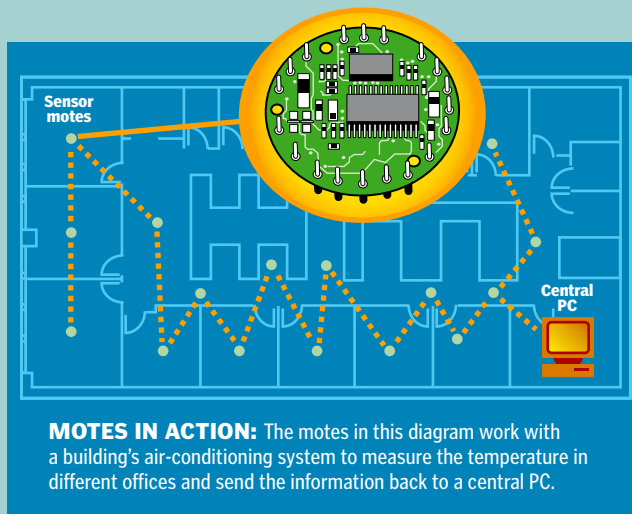 Sensor
motes
Central
PC
MOTES IN ACTION: The motes in this diagram work with
a building's air-conditioning system to measure the temperature in
different offices and send the information back to a central PC.